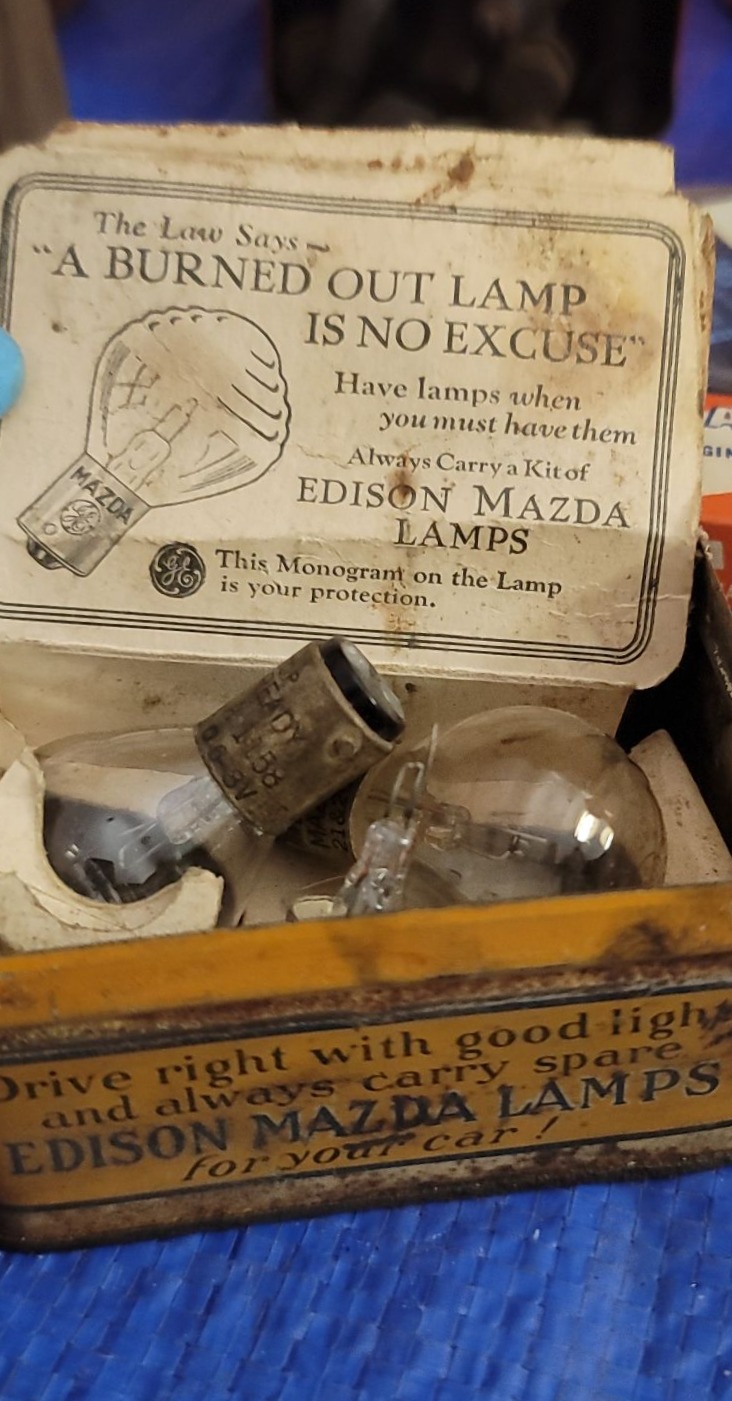 The Law Says~
"A BURNED OUT LAMP
IS NO EXCUSE"
Have lamps when
you must have them
Always Carry a Kit of
EDISON MAZDA
LAMPS
MAZDA
GE
GE
This Monogram on the Lamp
is your protection.
1158
Drive right with good light
and always carry spare
EDISON MAZDA LAMPS
for your car!